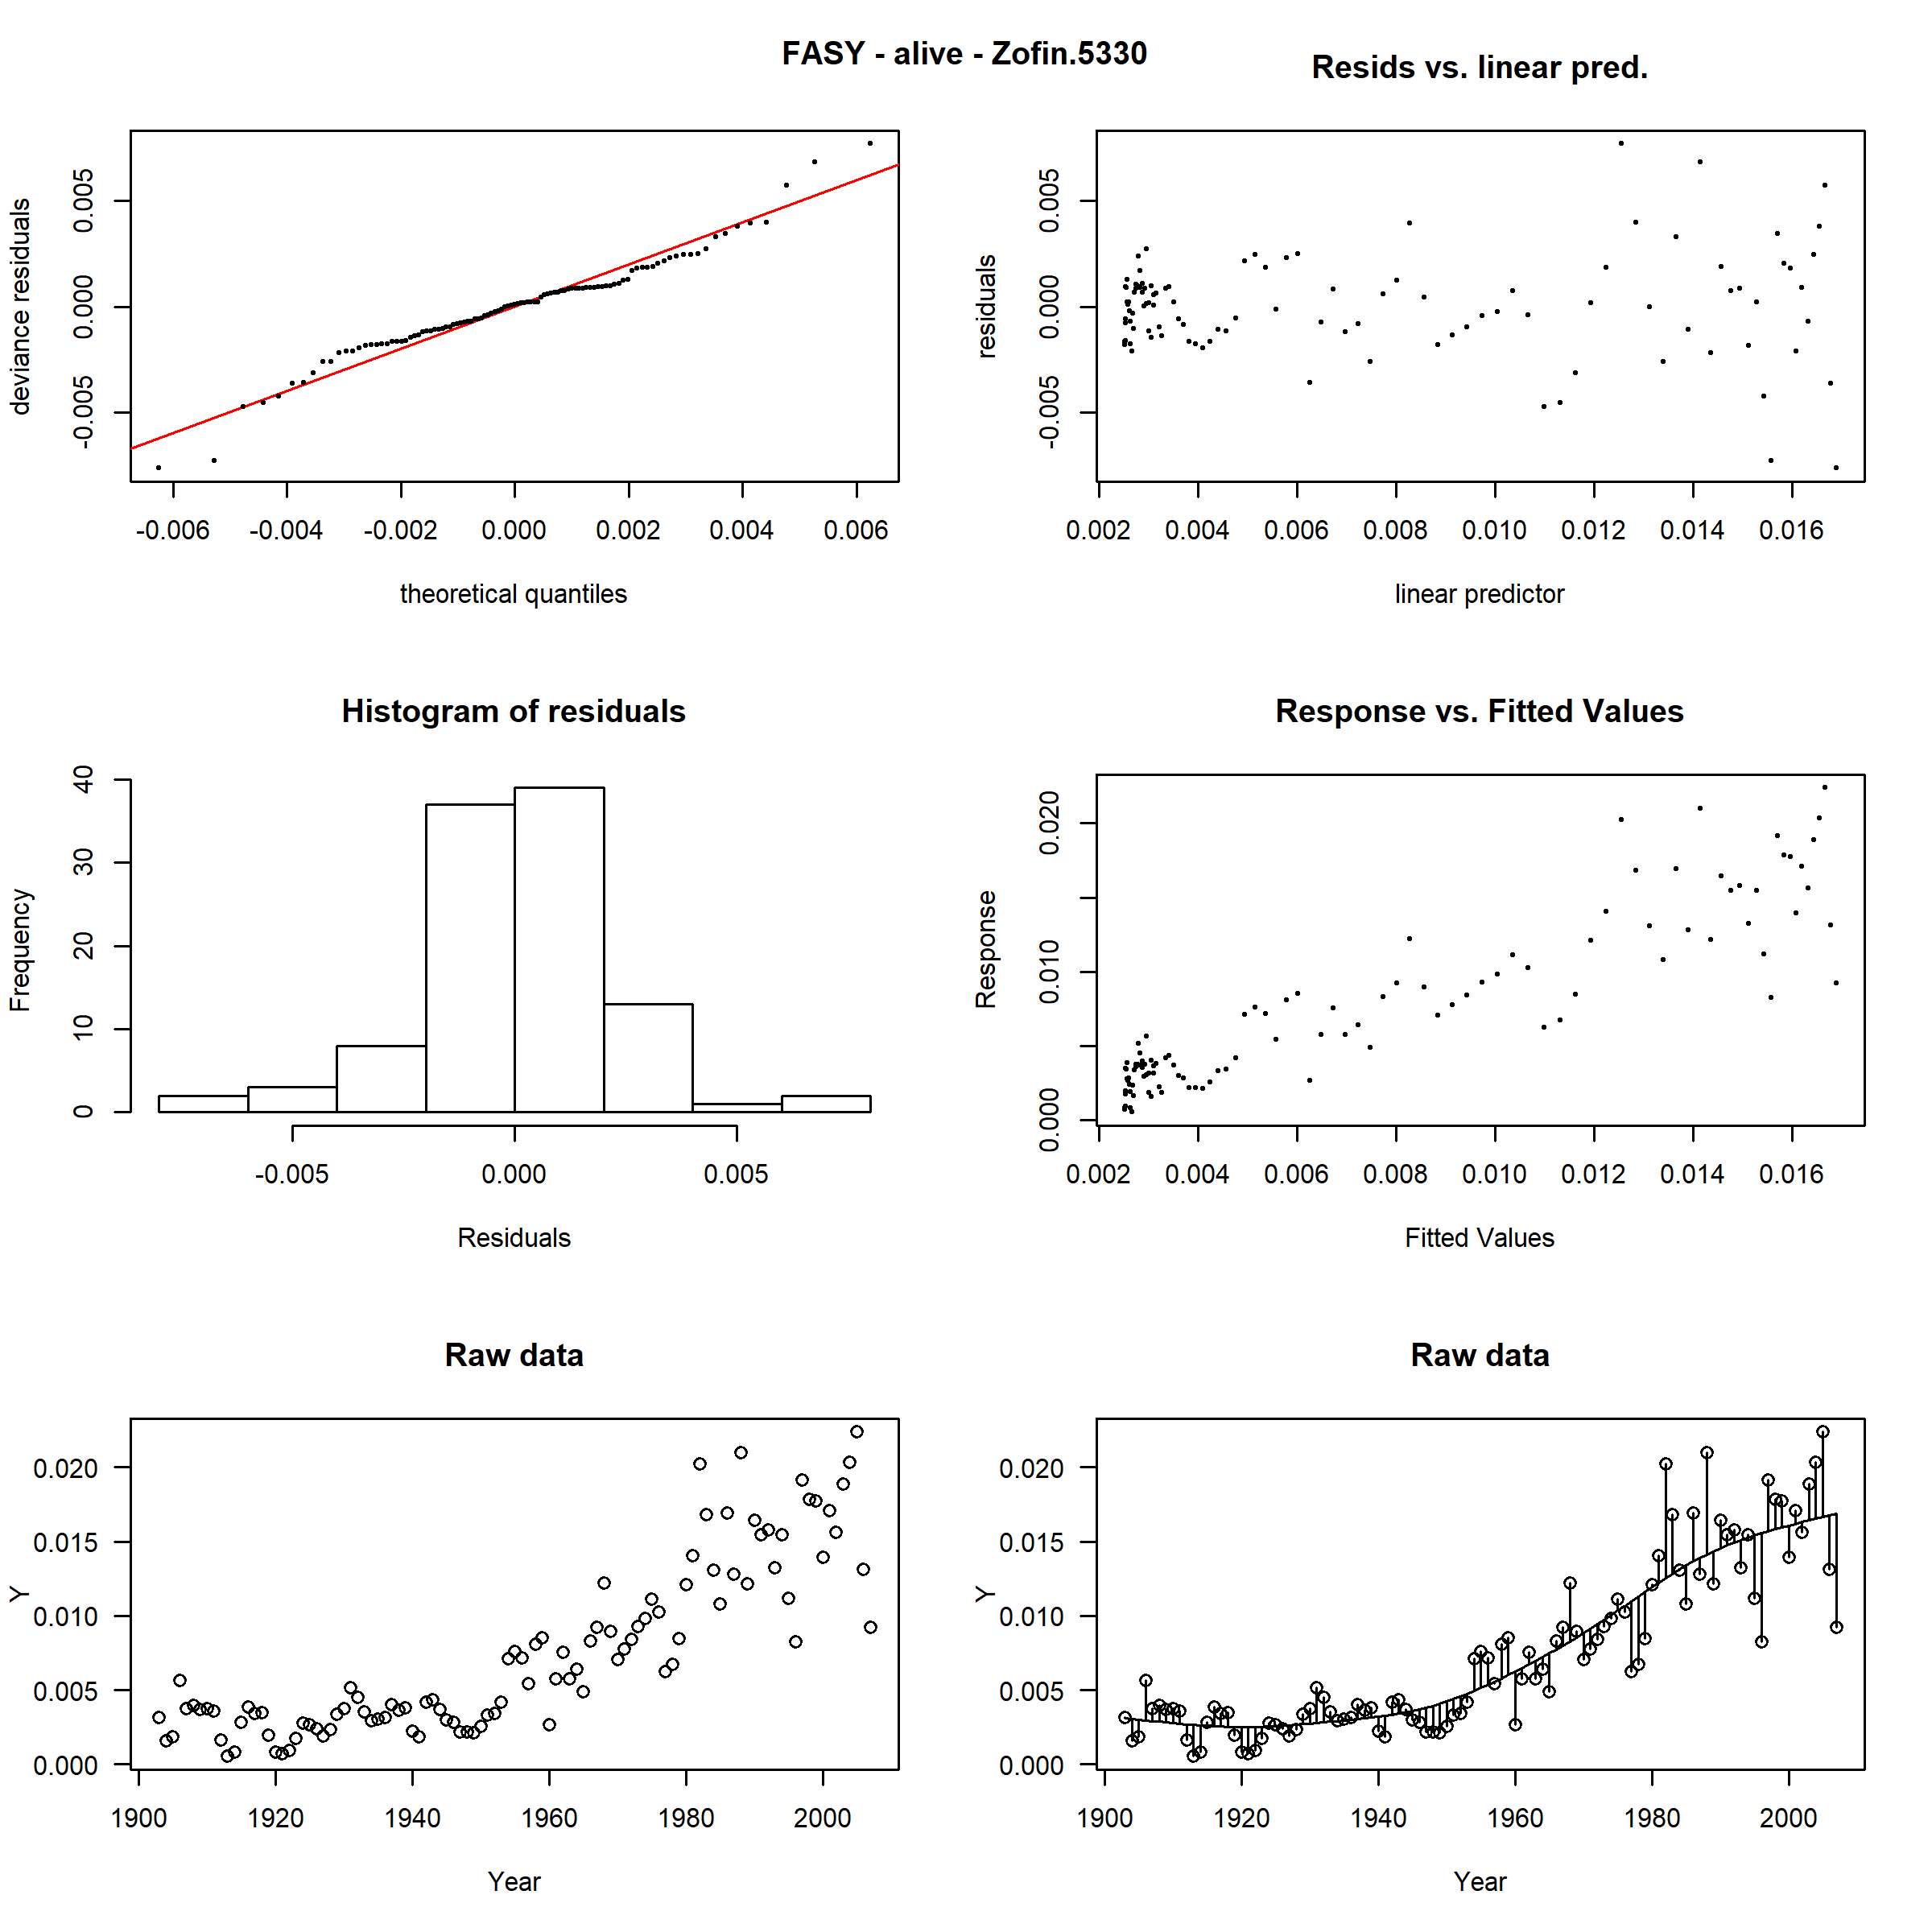 FASY - alive - Zofin.5330
Resids vs. linear pred.
deviance residuals
-0.005 0.000 0.005
-0.006 -0.004 -0.002 0.000 0.002 0.004 0.006
theoretical quantiles
residuals
-0.005 0.000 0.005
0.002 0.004 0.006 0.008 0.010 0.012 0.014 0.016
linear predictor
Histogram of residuals
Frequency
0 10 20 30 40
-0.005 0.000 0.005
Residuals
Response vs. Fitted Values
Response
0.000 0.010 0.020
0.002 0.004 0.006 0.008 0.010 0.012 0.014 0.016
Fitted Values
Raw data
Y
0.020
0.015
0.010
0.005
0.000
1900 1920 1940 1960 1980 2000
Year
Raw data
Y
0.020
0.015
0.010
0.005
0.000
1900 1920 1940 1960 1980 2000
Year